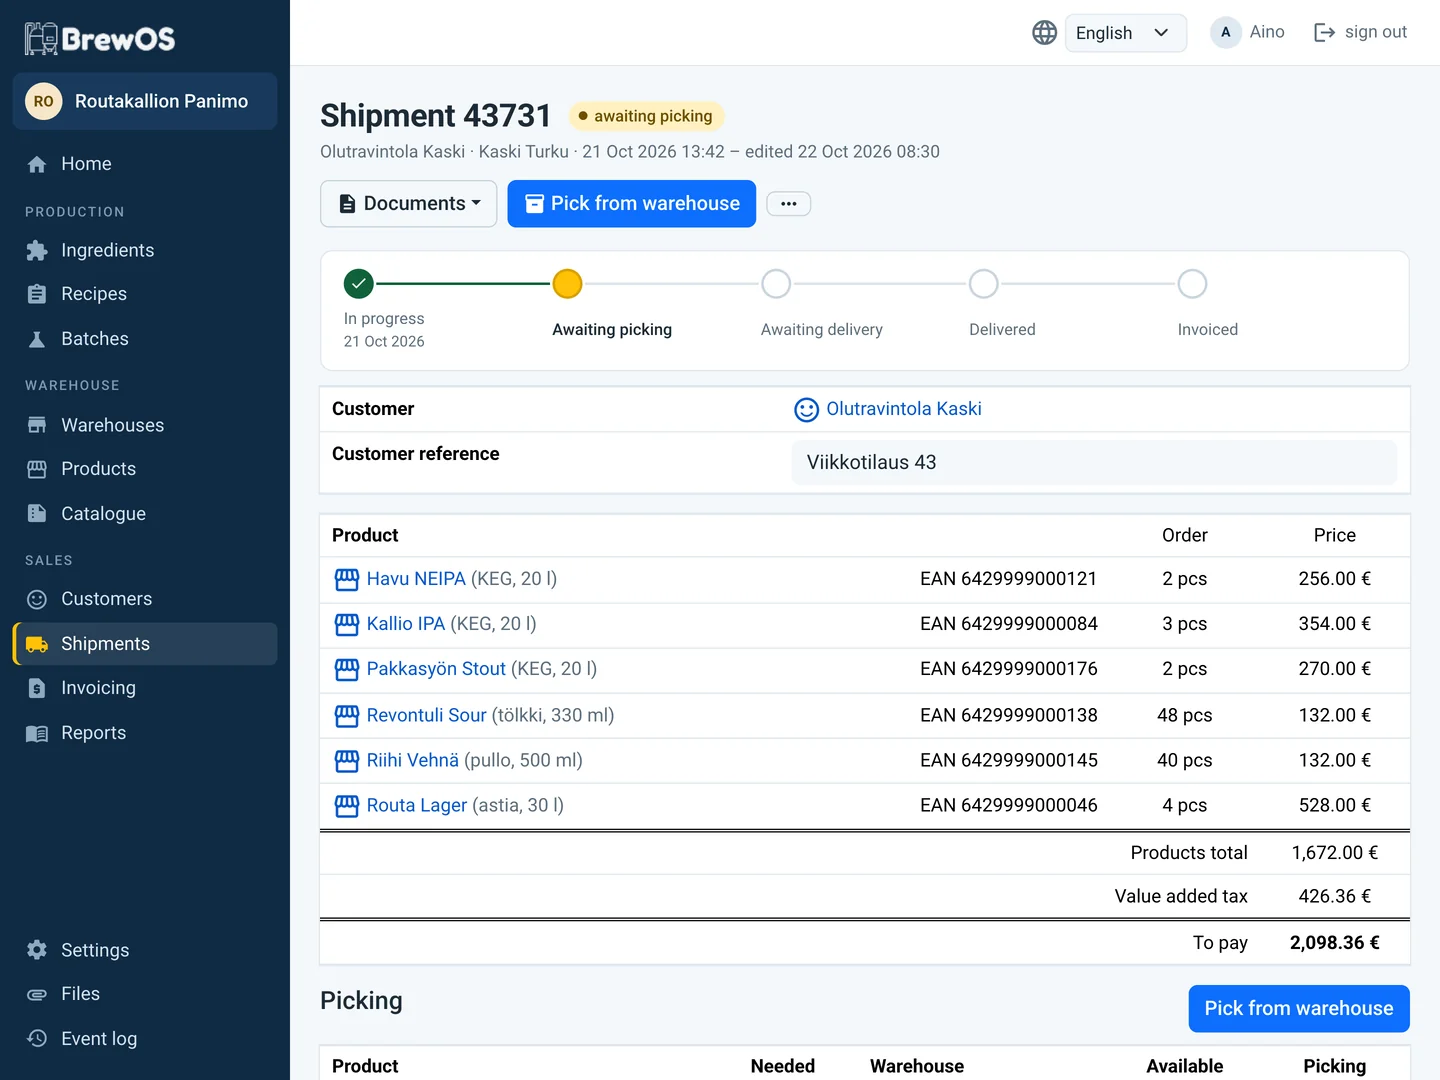 BrewOS
RO Routakallion Panimo
Home
PRODUCTION
Ingredients
Recipes
Batches
WAREHOUSE
Warehouses
Products
Catalogue
SALES
Customers
Shipments
Invoicing
Reports
Settings
Files
Event log
English
A Aino
sign out
Shipment 43731 awaiting picking
Olutravintola Kaski · Kaski Turku · 21 Oct 2026 13:42 – edited 22 Oct 2026 08:30
Documents Pick from warehouse
In progress
21 Oct 2026
Awaiting picking
Awaiting delivery
Delivered
Invoiced
Customer Olutravintola Kaski
Customer reference Viikkotilaus 43
Product Order Price
Havu NEIPA (KEG, 20 l) EAN 6429999000121 2 pcs 256.00 €
Kallio IPA (KEG, 20 l) EAN 6429999000084 3 pcs 354.00 €
Pakkasyön Stout (KEG, 20 l) EAN 6429999000176 2 pcs 270.00 €
Revontuli Sour (tölkki, 330 ml) EAN 6429999000138 48 pcs 132.00 €
Riihi Vehnä (pullo, 500 ml) EAN 6429999000145 40 pcs 132.00 €
Routa Lager (astia, 30 l) EAN 6429999000046 4 pcs 528.00 €
Products total 1,672.00 €
Value added tax 426.36 €
To pay 2,098.36 €
Picking
Pick from warehouse
Product Needed Warehouse Available Picking